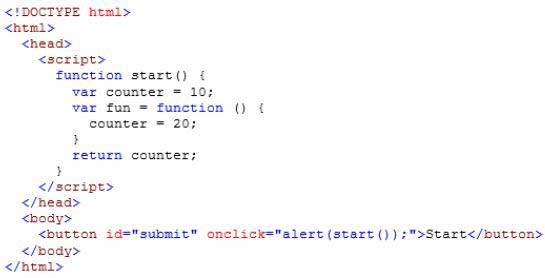 <!DOCTYPE html>
<html>
<head>
<script>
function start() {
var counter = 10;
var fun = function () {
counter = 20;
}
return counter;
}
</script>
</head>
<body>
<button id="submit" onclick="alert(start());">Start</button>
</body>
</html>